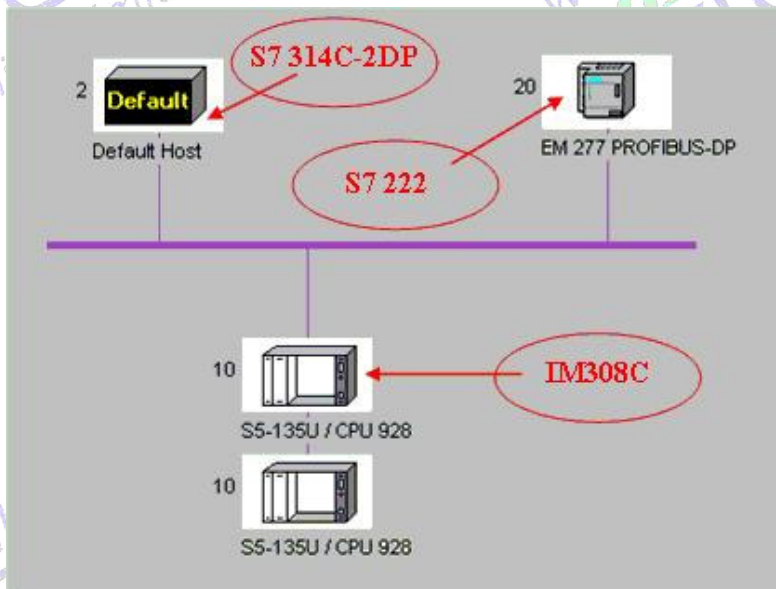 S7 314C-2DP
2
Default
Default Host
20
EM 277 PROFIBUS-DP
S7 222
10
S5-135U / CPU 928
IM308C
10
S5-135U / CPU 928